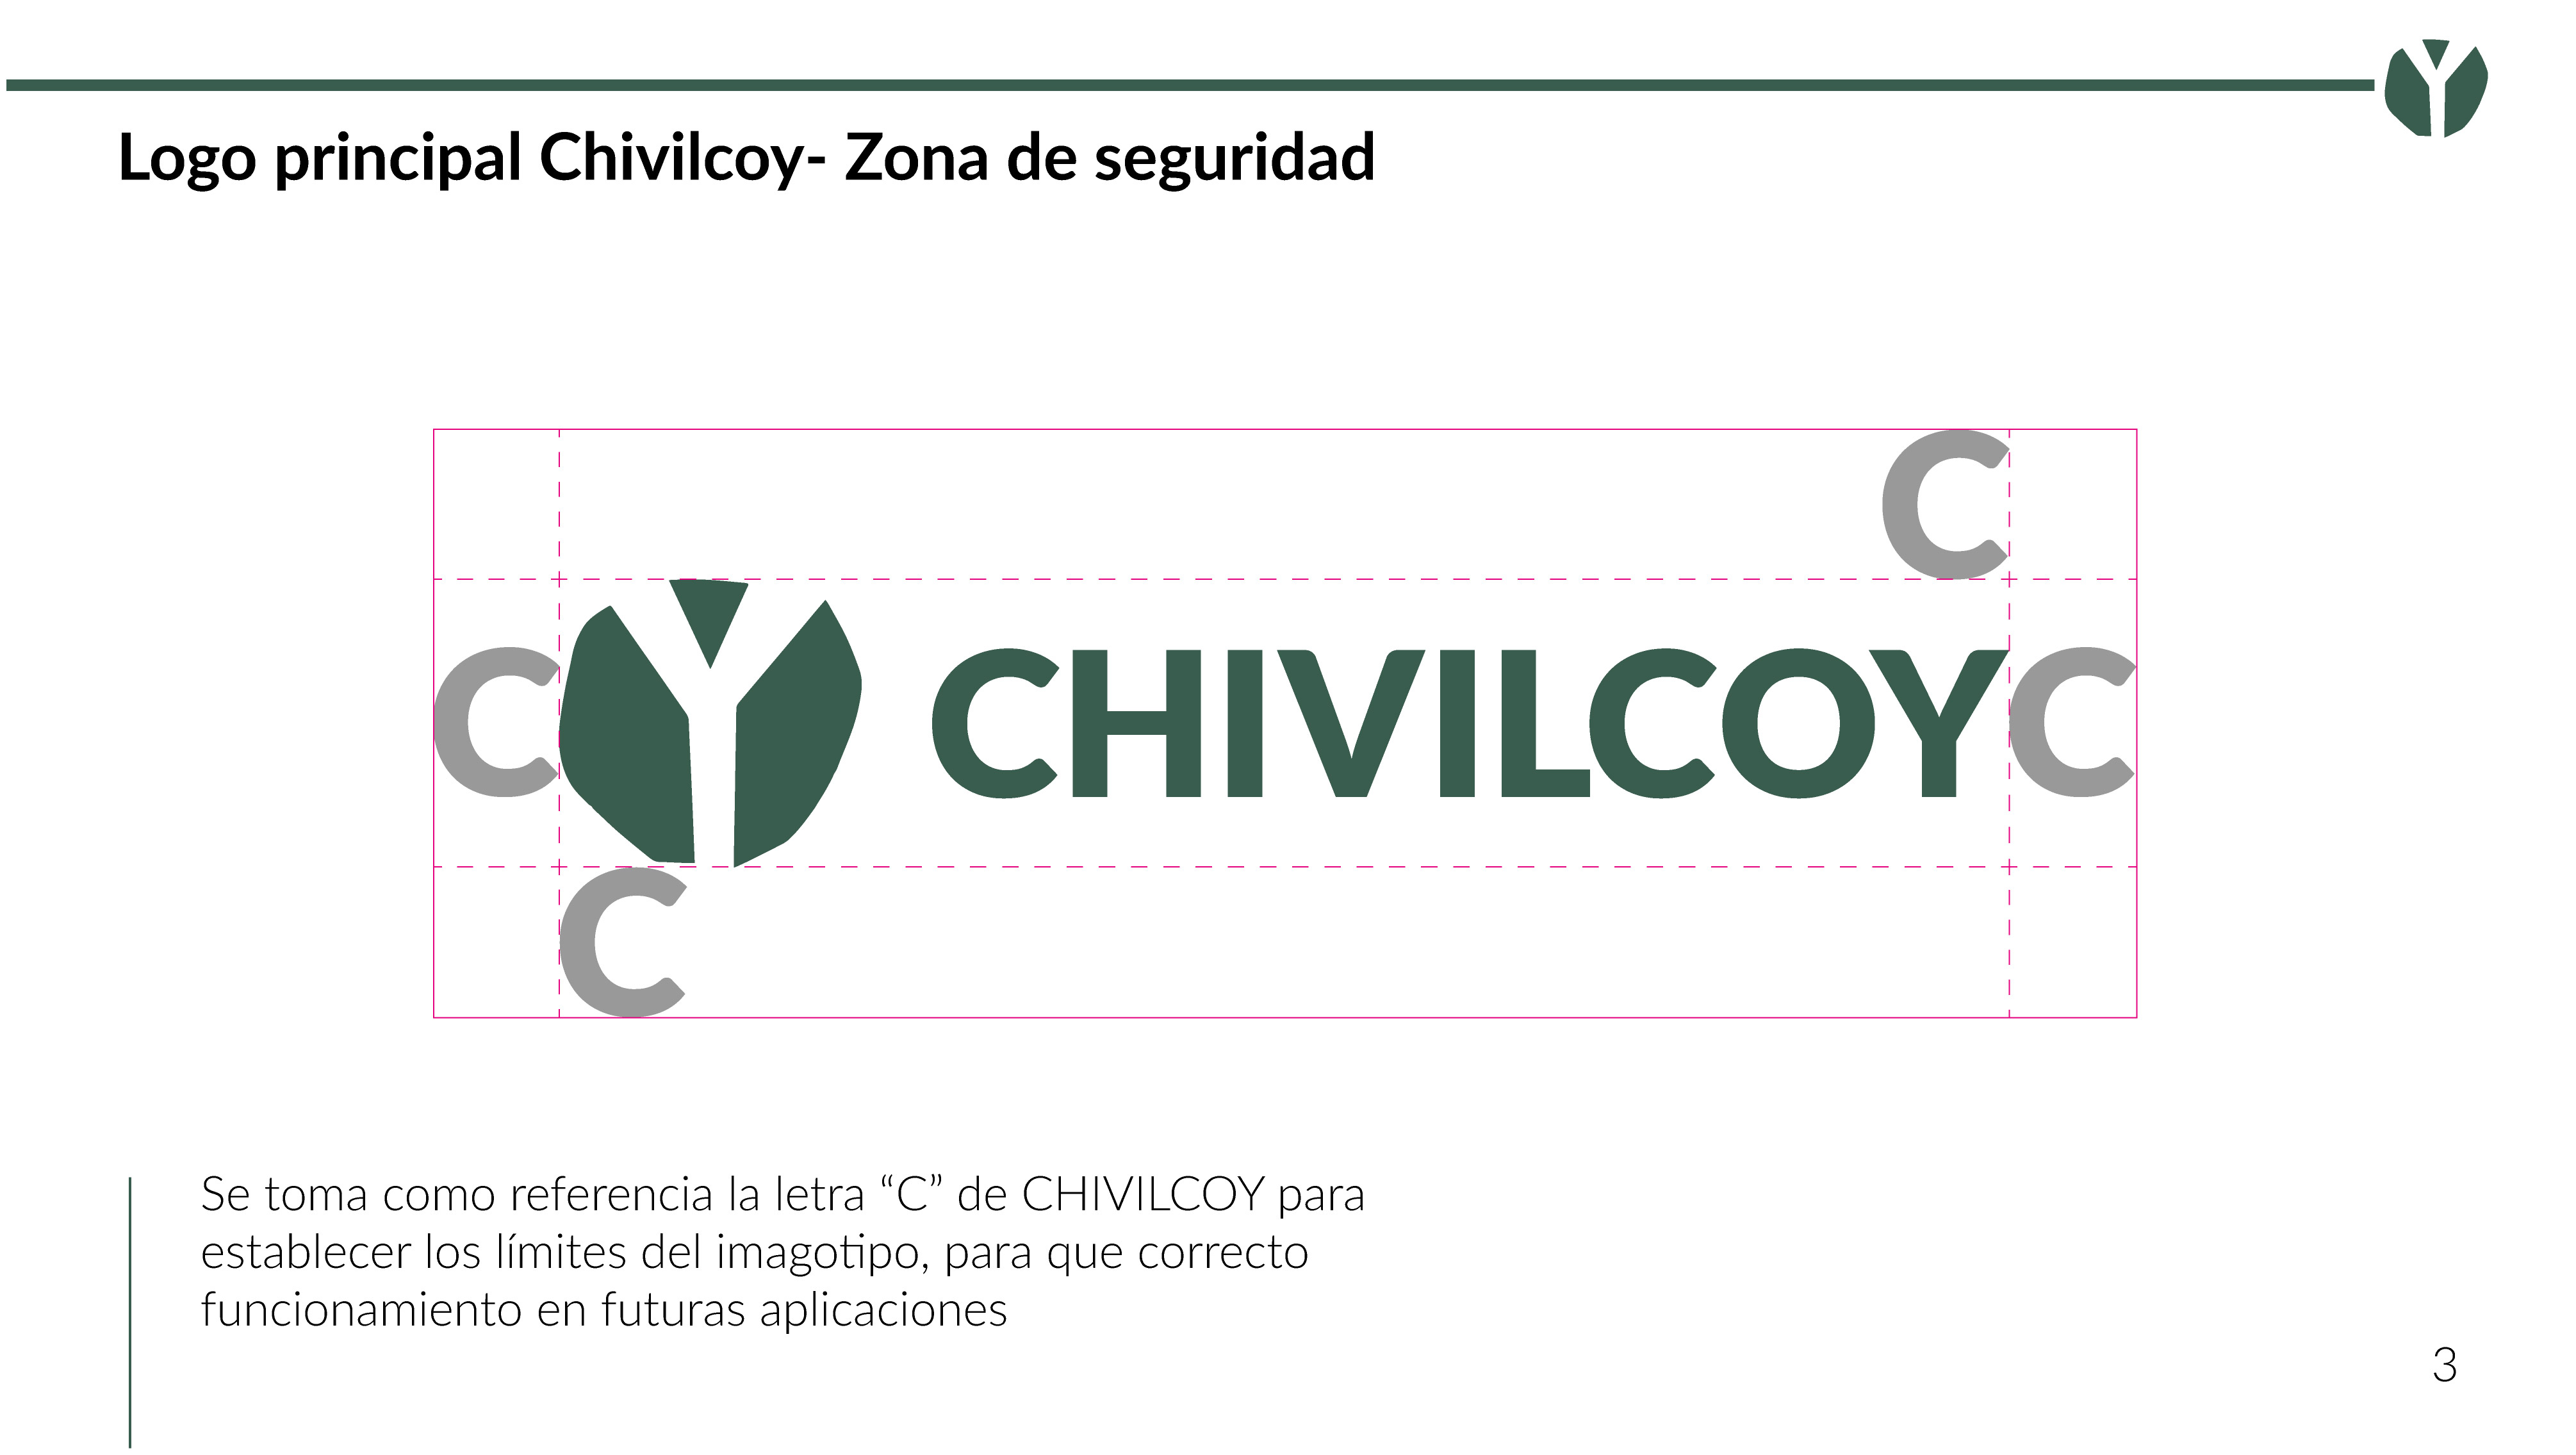 Logo principal Chivilcoy- Zona de seguridad
C
C CHIVILCOY C
C
Se toma como referencia la letra “C” de CHIVILCOY para
establecer los límites del imagotipo, para que correcto
funcionamiento en futuras aplicaciones
3